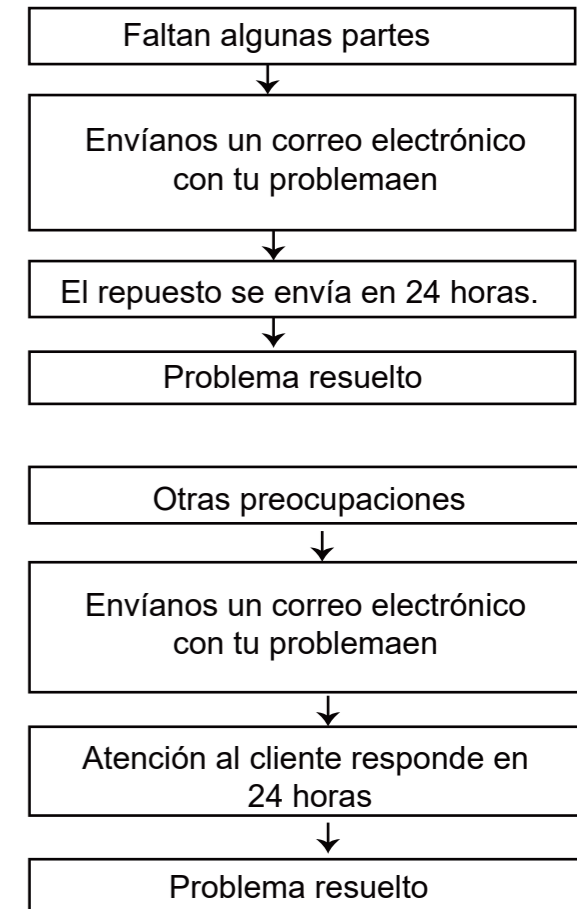 Faltan algunas partes
Envíanos un correo electrónico
con tu problemaen
El repuesto se envía en 24 horas.
Problema resuelto
Otras preocupaciones
Envíanos un correo electrónico
con tu problemaen
Atención al cliente responde en
24 horas
Problema resuelto